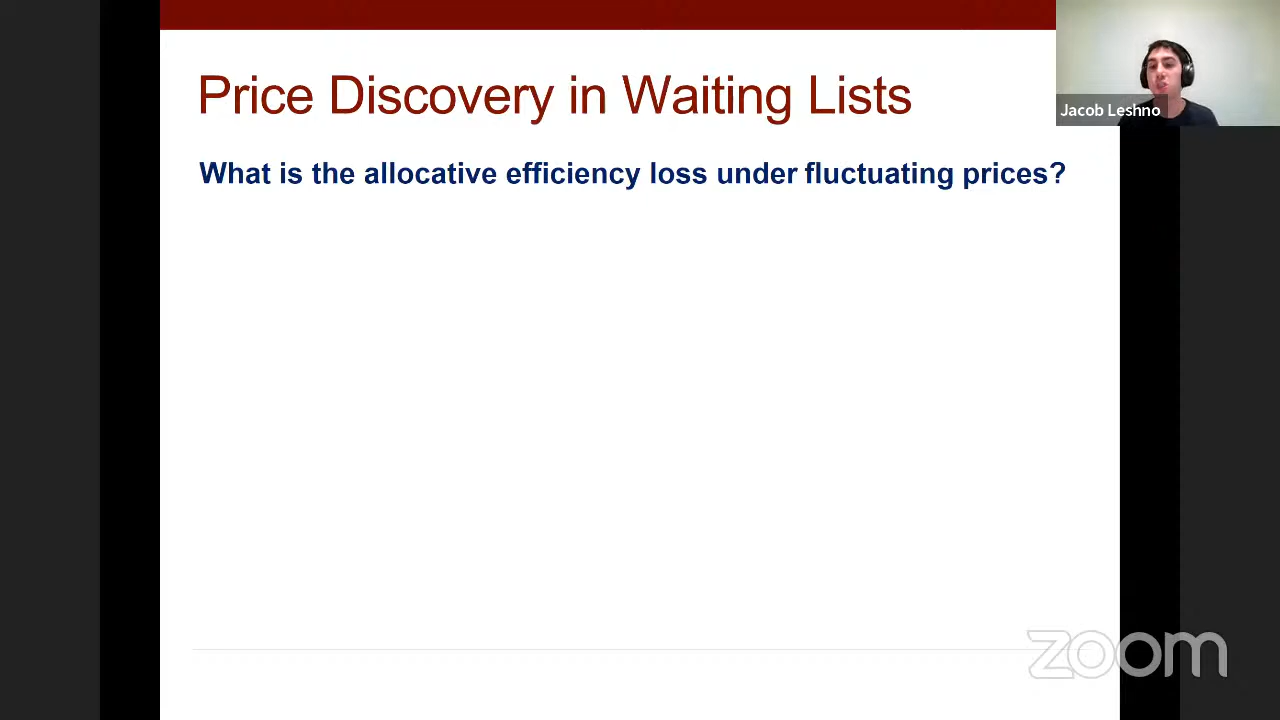 Price Discovery in Waiting Lists
Jacob Leshno
What is the allocative efficiency loss under fluctuating prices?
zoom